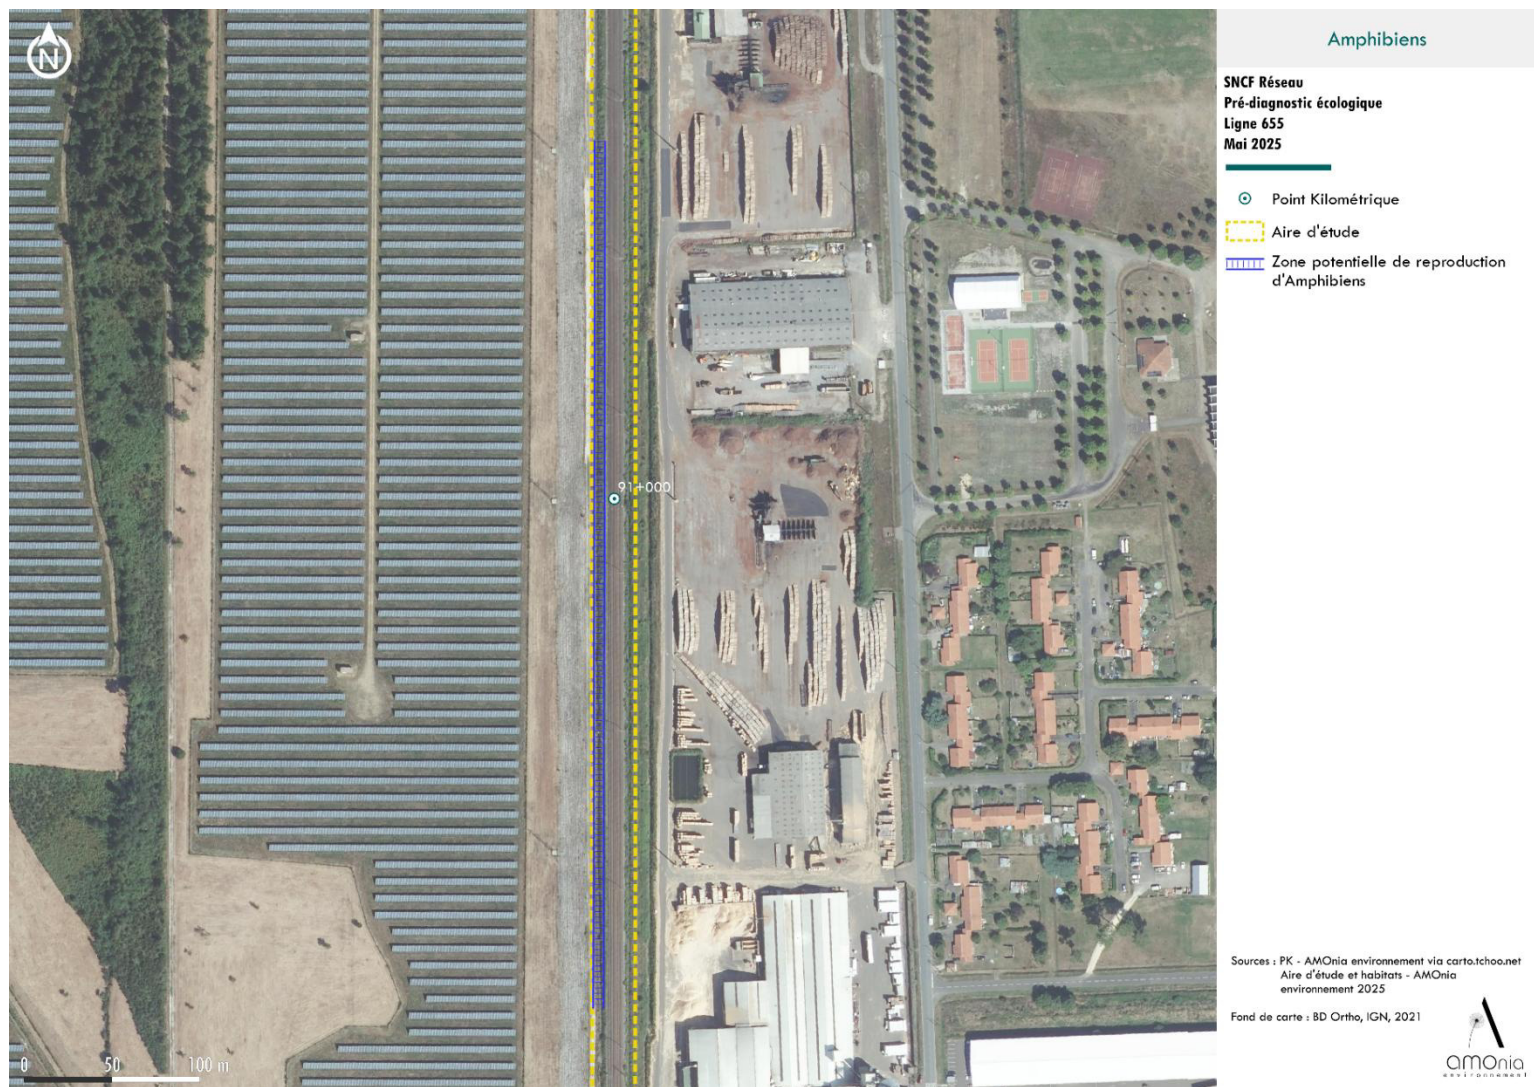 N
Amphibiens
SNCF Réseau
Pré-diagnostic écologique
Ligne 655
Mai 2025
Point Kilométrique
Aire d'étude
Zone potentielle de reproduction
d'Amphibiens
91+000
Sources : PK - AMOnia environnement via carto.tchoo.net
Aire d'étude et habitats - AMOnia
environnement 2025
Fond de carte : BD Ortho, IGN, 2021
0 50 100 m
amOnia
environnement